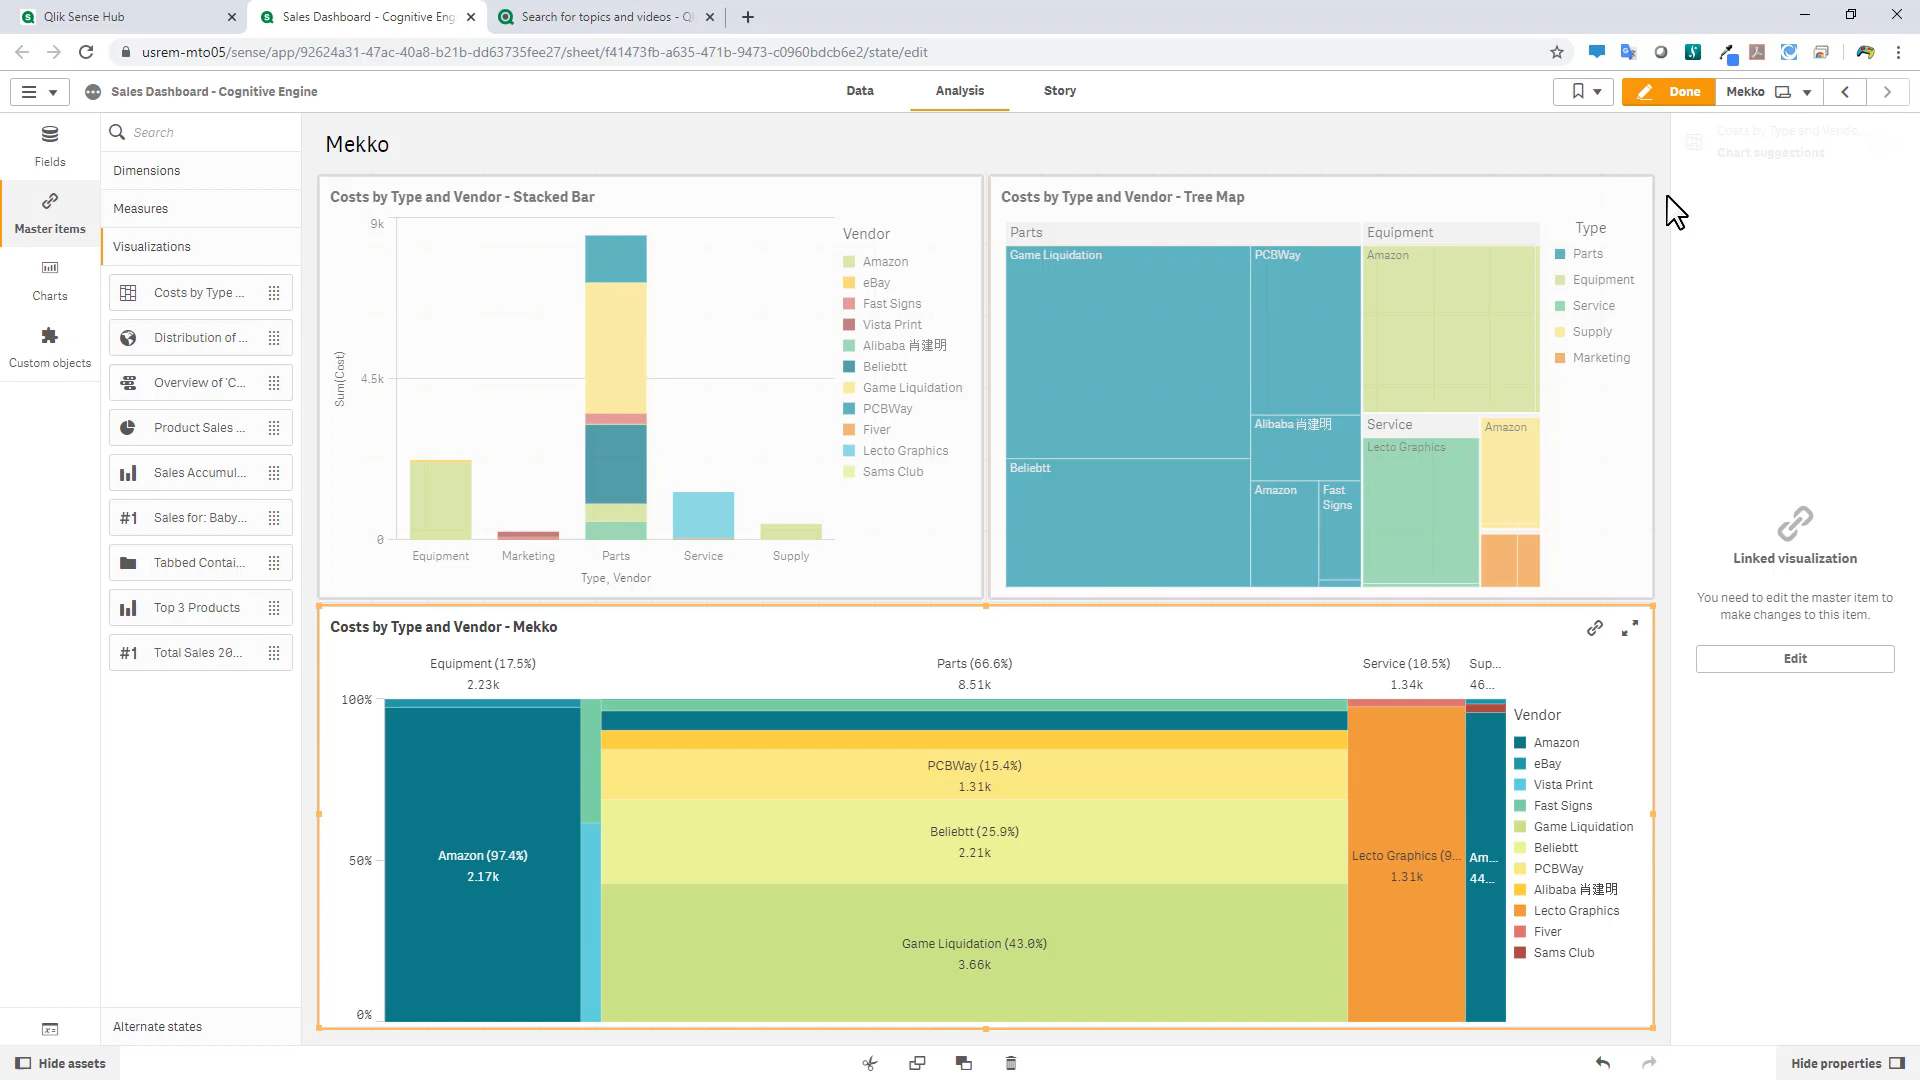 Qlik Sense Hub
Sales Dashboard - Cognitive Eng
Search for topics and videos - Ql
usrem-mto05/sense/app/92624a31-47ac-40a8-b21b-dd63735fee27/sheet/f41473fb-a635-471b-9473-c0960bdcb6e2/state/edit
Sales Dashboard - Cognitive Engine
Data
Analysis
Story
Done
Mekko
Fields
Master items
Charts
Custom objects
Search
Dimensions
Measures
Visualizations
Costs by Type ...
Distribution of ...
Overview of 'C...
Product Sales ...
Sales Accumul...
#1 Sales for: Baby...
Tabbed Contai...
Top 3 Products
#1 Total Sales 20...
Alternate states
Mekko
Costs by Type and Vendor - Stacked Bar
9k
4.5k
0
Sum(Cost)
Equipment
Marketing
Parts
Service
Supply
Type, Vendor
Vendor
Amazon
eBay
Fast Signs
Vista Print
Alibaba 肖建明
Beliebtt
Game Liquidation
PCBWay
Fiver
Lecto Graphics
Sams Club
Costs by Type and Vendor - Tree Map
Parts
Game Liquidation
PCBWay
Beliebtt
Alibaba 肖建明
Amazon
Fast
Signs
Equipment
Amazon
Service
Lecto Graphics
Amazon
Type
Parts
Equipment
Service
Supply
Marketing
Costs by Type and Vendor - Mekko
Equipment (17.5%)
2.23k
Parts (66.6%)
8.51k
Service (10.5%)
1.34k
Sup...
46...
100%
50%
0%
Amazon (97.4%)
2.17k
PCBWay (15.4%)
1.31k
Beliebtt (25.9%)
2.21k
Game Liquidation (43.0%)
3.66k
Lecto Graphics (9...
1.31k
Am...
44...
Vendor
Amazon
eBay
Vista Print
Fast Signs
Game Liquidation
Beliebtt
PCBWay
Alibaba 肖建明
Lecto Graphics
Fiver
Sams Club
Costs by Type and Vendo...
Chart suggestions
Linked visualization
You need to edit the master item to
make changes to this item.
Edit
Hide assets
Hide properties